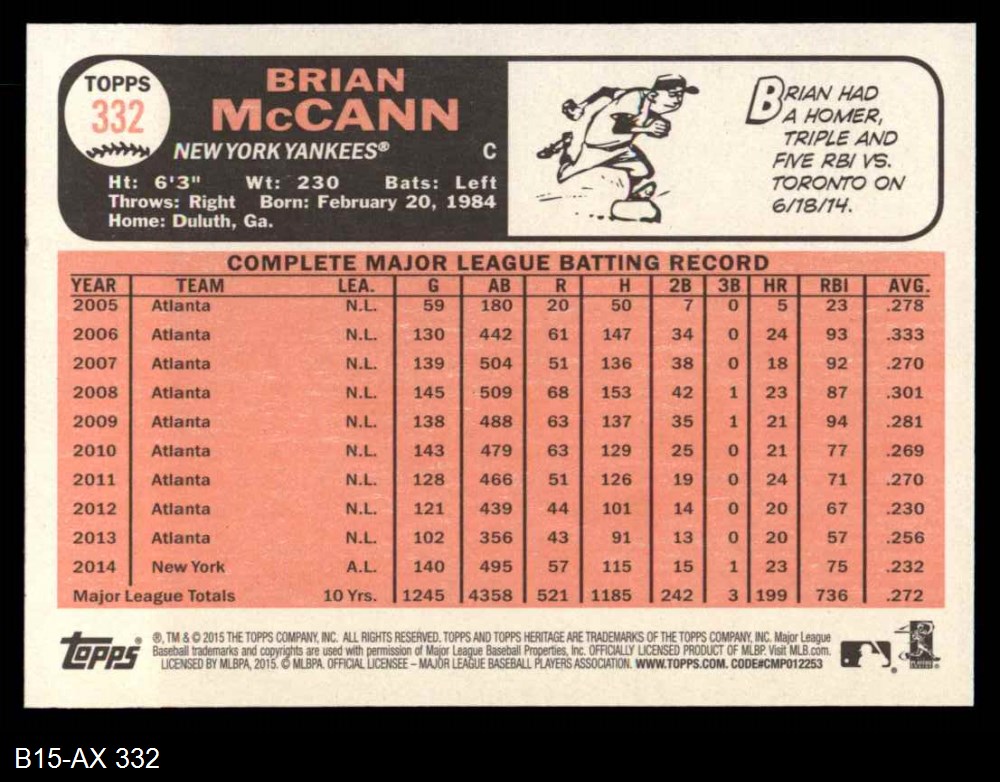 TOPPS
332
BRIAN
McCANN
NEW YORK YANKEES® C
Ht: 6'3" Wt: 230 Bats: Left
Throws: Right Born: February 20, 1984
Home: Duluth, Ga.
BRIAN HAD
A HOMER,
TRIPLE AND
FIVE RBI VS.
TORONTO ON
6/18/14.
COMPLETE MAJOR LEAGUE BATTING RECORD
YEAR TEAM LEA. G AB R H 2B 3B HR RBI AVG.
2005 Atlanta N.L. 59 180 20 50 7 0 5 23 .278
2006 Atlanta N.L. 130 442 61 147 34 0 24 93 .333
2007 Atlanta N.L. 139 504 51 136 38 0 18 92 .270
2008 Atlanta N.L. 145 509 68 153 42 1 23 87 .301
2009 Atlanta N.L. 138 488 63 137 35 1 21 94 .281
2010 Atlanta N.L. 143 479 63 129 25 0 21 77 .269
2011 Atlanta N.L. 128 466 51 126 19 0 24 71 .270
2012 Atlanta N.L. 121 439 44 101 14 0 20 67 .230
2013 Atlanta N.L. 102 356 43 91 13 0 20 57 .256
2014 New York A.L. 140 495 57 115 15 1 23 75 .232
Major League Totals 10 Yrs. 1245 4358 521 1185 242 3 199 736 .272
Topps®
®, TM & © 2015 THE TOPPS COMPANY, INC. ALL RIGHTS RESERVED. TOPPS AND TOPPS HERITAGE ARE TRADEMARKS OF THE TOPPS COMPANY, INC. Major League
Baseball trademarks and copyrights are used with permission of Major League Baseball Properties, Inc. OFFICIALLY LICENSED PRODUCT OF MLBP. Visit MLB.com.
LICENSED BY MLBPA, 2015. © MLBPA. OFFICIAL LICENSEE – MAJOR LEAGUE BASEBALL PLAYERS ASSOCIATION. WWW.TOPPS.COM. CODE#CMP012253
B15-AX 332